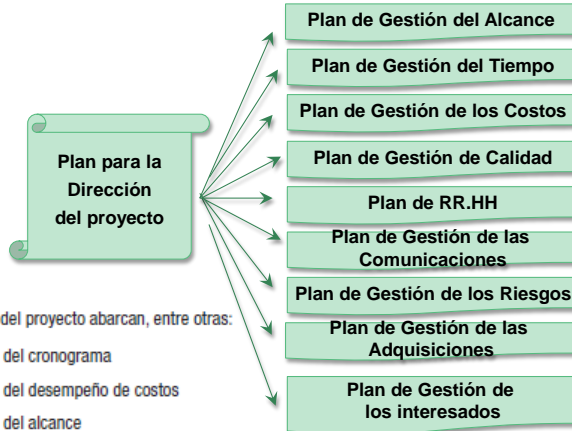 Plan para la
Dirección
del proyecto
Plan de Gestión del Alcance
Plan de Gestión del Tiempo
Plan de Gestión de los Costos
Plan de Gestión de Calidad
Plan de RR.HH
Plan de Gestión de las
Comunicaciones
Plan de Gestión de los Riesgos
Plan de Gestión de las
Adquisiciones
Plan de Gestión de
los interesados
del proyecto abarcan, entre otras:
del cronograma
del desempeño de costos
del alcance